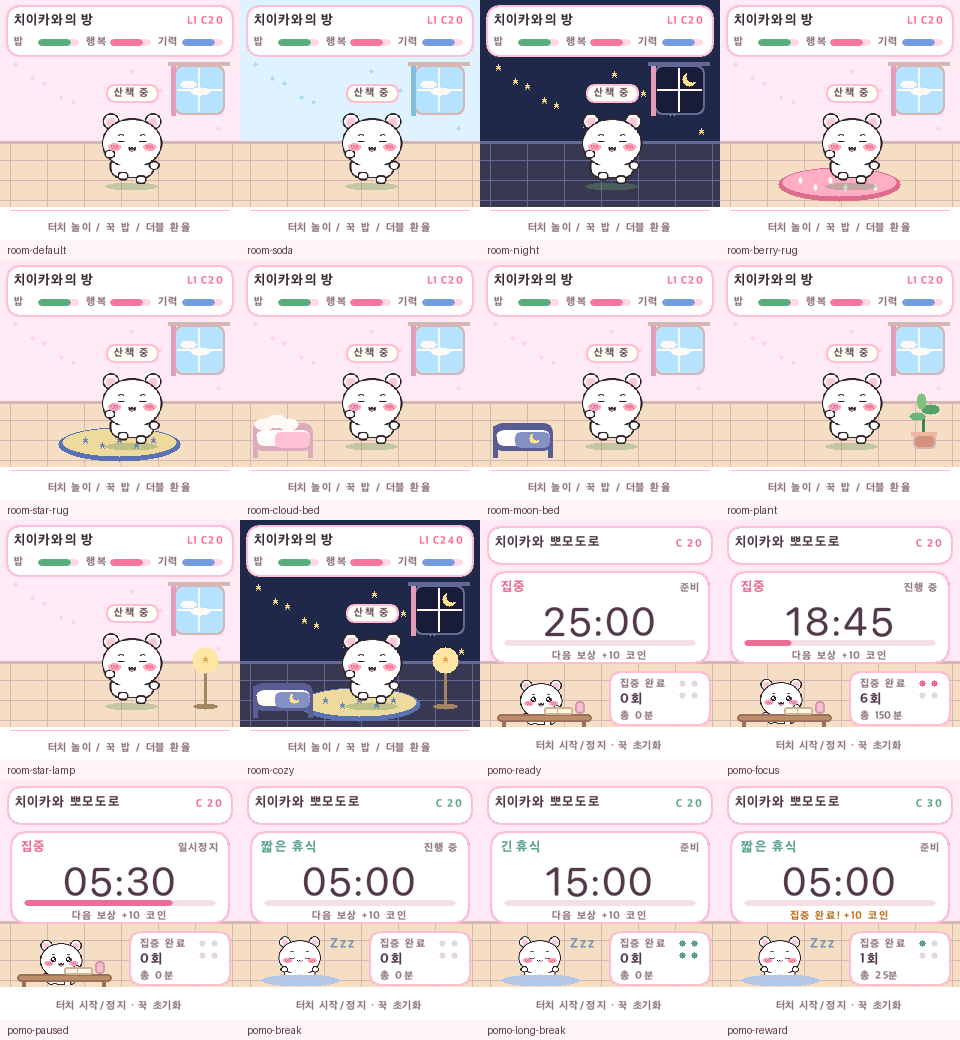 치이카와의 방 L1 C20
밥 행복 기력
산책 중
터치 놀이 / 꾹 밥 / 더블 환율
room-default
치이카와의 방 L1 C20
밥 행복 기력
산책 중
터치 놀이 / 꾹 밥 / 더블 환율
room-soda
치이카와의 방 L1 C20
밥 행복 기력
산책 중
터치 놀이 / 꾹 밥 / 더블 환율
room-night
치이카와의 방 L1 C20
밥 행복 기력
산책 중
터치 놀이 / 꾹 밥 / 더블 환율
room-berry-rug
치이카와의 방 L1 C20
밥 행복 기력
산책 중
터치 놀이 / 꾹 밥 / 더블 환율
room-star-rug
치이카와의 방 L1 C20
밥 행복 기력
산책 중
터치 놀이 / 꾹 밥 / 더블 환율
room-cloud-bed
치이카와의 방 L1 C20
밥 행복 기력
산책 중
터치 놀이 / 꾹 밥 / 더블 환율
room-moon-bed
치이카와의 방 L1 C20
밥 행복 기력
산책 중
터치 놀이 / 꾹 밥 / 더블 환율
room-plant
치이카와의 방 L1 C20
밥 행복 기력
산책 중
터치 놀이 / 꾹 밥 / 더블 환율
room-star-lamp
치이카와의 방 L1 C240
밥 행복 기력
산책 중
터치 놀이 / 꾹 밥 / 더블 환율
room-cozy
치이카와 뽀모도로 C 20
집중 준비
25:00
다음 보상 +10 코인
집중 완료
0회
총 0분
터치 시작/정지 · 꾹 초기화
pomo-ready
치이카와 뽀모도로 C 20
집중 진행 중
18:45
다음 보상 +10 코인
집중 완료
6회
총 150분
터치 시작/정지 · 꾹 초기화
pomo-focus
치이카와 뽀모도로 C 20
집중 일시정지
05:30
다음 보상 +10 코인
집중 완료
0회
총 0분
터치 시작/정지 · 꾹 초기화
pomo-paused
치이카와 뽀모도로 C 20
짧은 휴식 진행 중
05:00
다음 보상 +10 코인
Zzz
집중 완료
0회
총 0분
터치 시작/정지 · 꾹 초기화
pomo-break
치이카와 뽀모도로 C 20
긴 휴식 준비
15:00
다음 보상 +10 코인
Zzz
집중 완료
0회
총 0분
터치 시작/정지 · 꾹 초기화
pomo-long-break
치이카와 뽀모도로 C 30
짧은 휴식 준비
05:00
집중 완료! +10 코인
Zzz
집중 완료
1회
총 25분
터치 시작/정지 · 꾹 초기화
pomo-reward